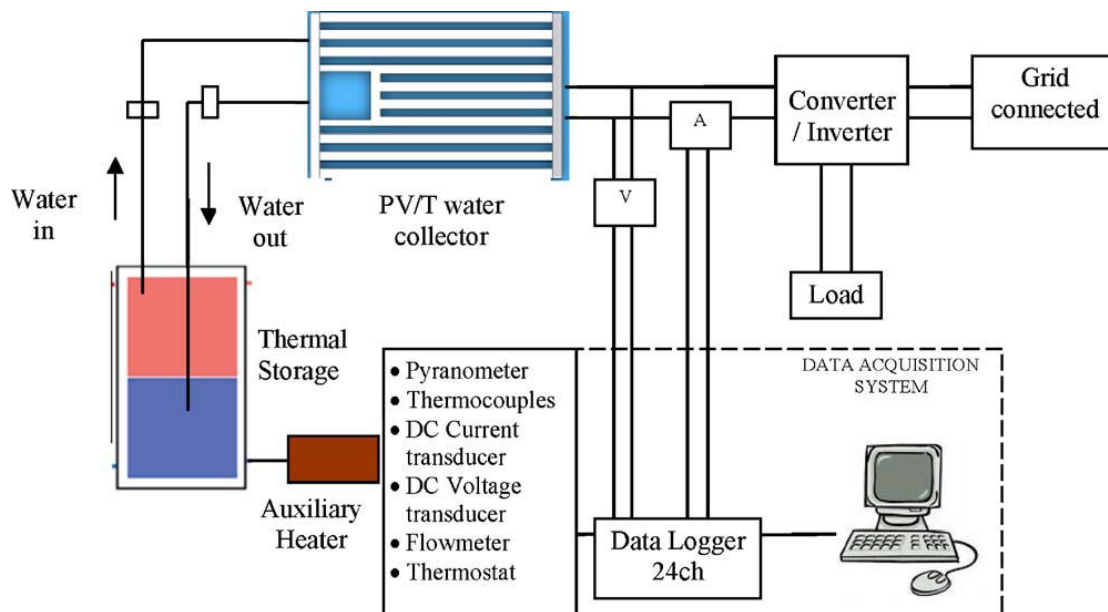 Water
in
Water
out
PV/T water
collector
A
V
Converter
/ Inverter
Grid
connected
Load
Thermal
Storage
Auxiliary
Heater
• Pyranometer
• Thermocouples
• DC Current
transducer
• DC Voltage
transducer
• Flowmeter
• Thermostat
DATA ACQUISITION
SYSTEM
Data Logger
24ch